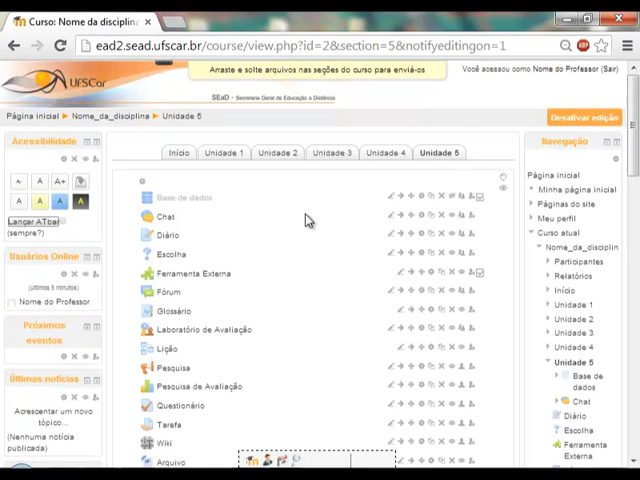 Curso: Nome da disciplina
ead2.sead.ufscar.br/course/view.php?id=2&section=5&notifyeditingon=1
Arraste e solte arquivos nas seções do curso para enviá-os
Você acessou como Nome do Professor (Sair)
UFSCar
SEaD - Secretaria Geral de Educação a Distância
Página inicial ► Nome_da_disciplina ► Unidade 5
Desativar edição
Acessibilidade
A-
A
A+
A
A
A
A
Lançar ATbar
(sempre?)
Usuários Online
(últimos 5 minutos)
Nome do Professor
Próximos
eventos
Últimas notícias
Acrescentar um novo
tópico...
(Nenhuma notícia
publicada)
Início
Unidade 1
Unidade 2
Unidade 3
Unidade 4
Unidade 5
Base de dados
Chat
Diário
Escolha
Ferramenta Externa
Fórum
Glossário
Laboratório de Avaliação
Lição
Pesquisa
Pesquisa de Avaliação
Questionário
Tarefa
Wiki
Arquivo
Navegação
Página inicial
Minha página inicial
Páginas do site
Meu perfil
Curso atual
Nome_da_disciplin
Participantes
Relatórios
Início
Unidade 1
Unidade 2
Unidade 3
Unidade 4
Unidade 5
Base de
dados
Chat
Diário
Escolha
Ferramenta
Externa
Fórum